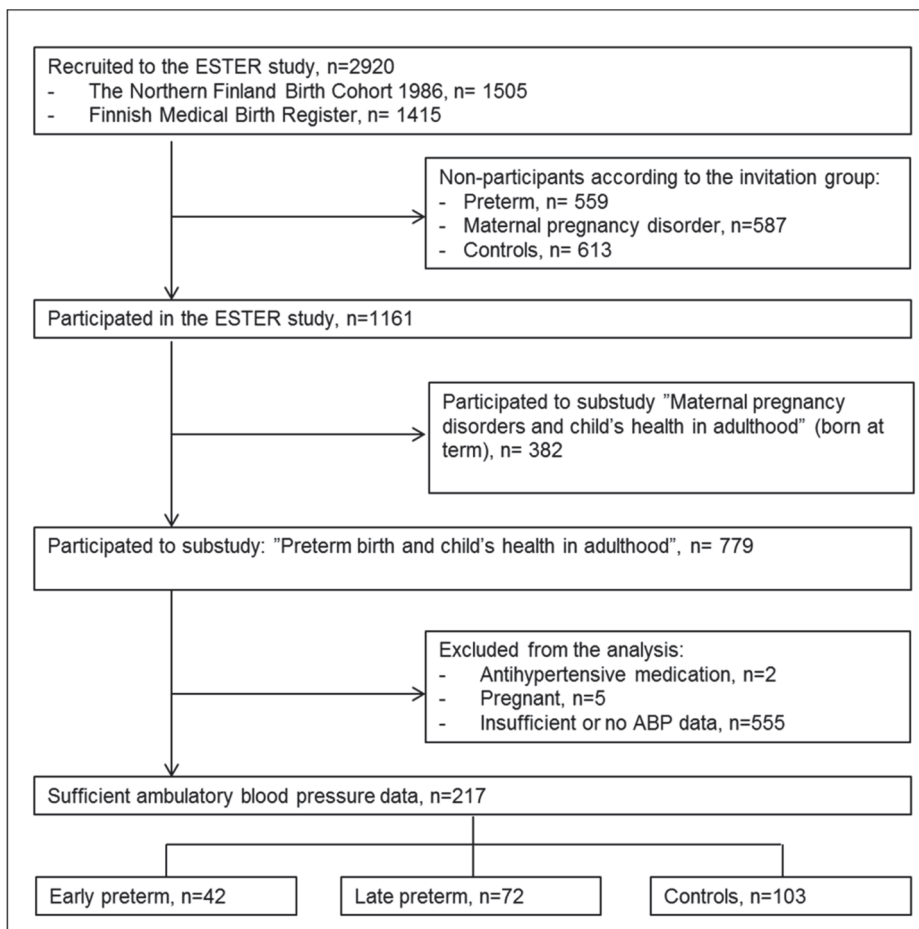 Recruited to the ESTER study, n=2920
- The Northern Finland Birth Cohort 1986, n= 1505
- Finnish Medical Birth Register, n= 1415
Non-participants according to the invitation group:
- Preterm, n= 559
- Maternal pregnancy disorder, n=587
- Controls, n= 613
Participated in the ESTER study, n=1161
Participated to substudy ”Maternal pregnancy
disorders and child’s health in adulthood” (born at
term), n= 382
Participated to substudy: ”Preterm birth and child’s health in adulthood”, n= 779
Excluded from the analysis:
- Antihypertensive medication, n=2
- Pregnant, n=5
- Insufficient or no ABP data, n=555
Sufficient ambulatory blood pressure data, n=217
Early preterm, n=42
Late preterm, n=72
Controls, n=103